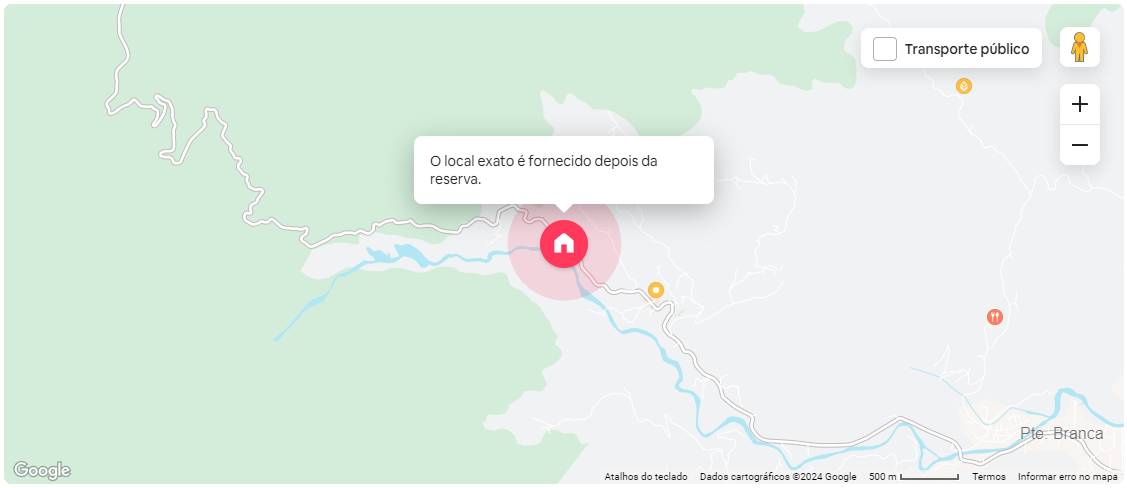 Transporte público
O local exato é fornecido depois da
reserva.
Pte. Branca
Google
Atalhos do teclado
Dados cartográficos ©2024 Google
500 m
Termos
Informar erro no mapa